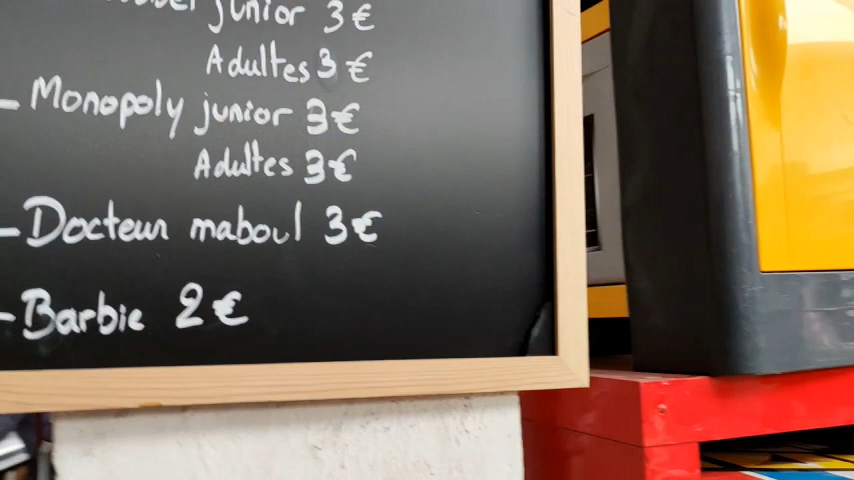 junior 3€
Adultes 3€
- Monopoly junior 3€
Adultes 3€
- Docteur maboul 3€
- Barbie 2€